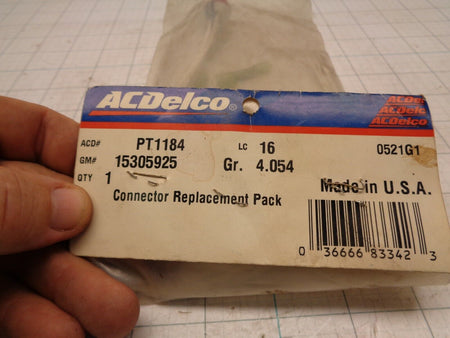 ACDelco®
ACDelco
ACDelco
ACDelco
ACD# PT1184 LC 16 0521G1
GM# 15305925 Gr. 4.054
QTY 1 Made in U.S.A.
Connector Replacement Pack
0 36666 83342 3